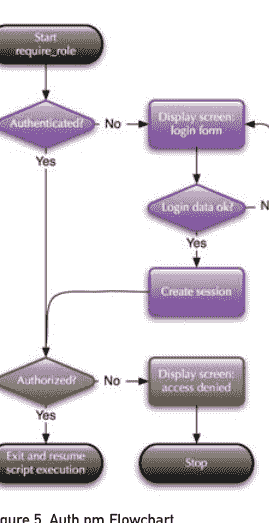 Start
require_role
Authenticated?
No
Display screen:
login form
Yes
Login data ok?
N
Yes
Create session
Authorized?
No
Display screen:
access denied
Yes
Exit and resume
script execution
Stop
gure 5. Auth.pm Flowchart